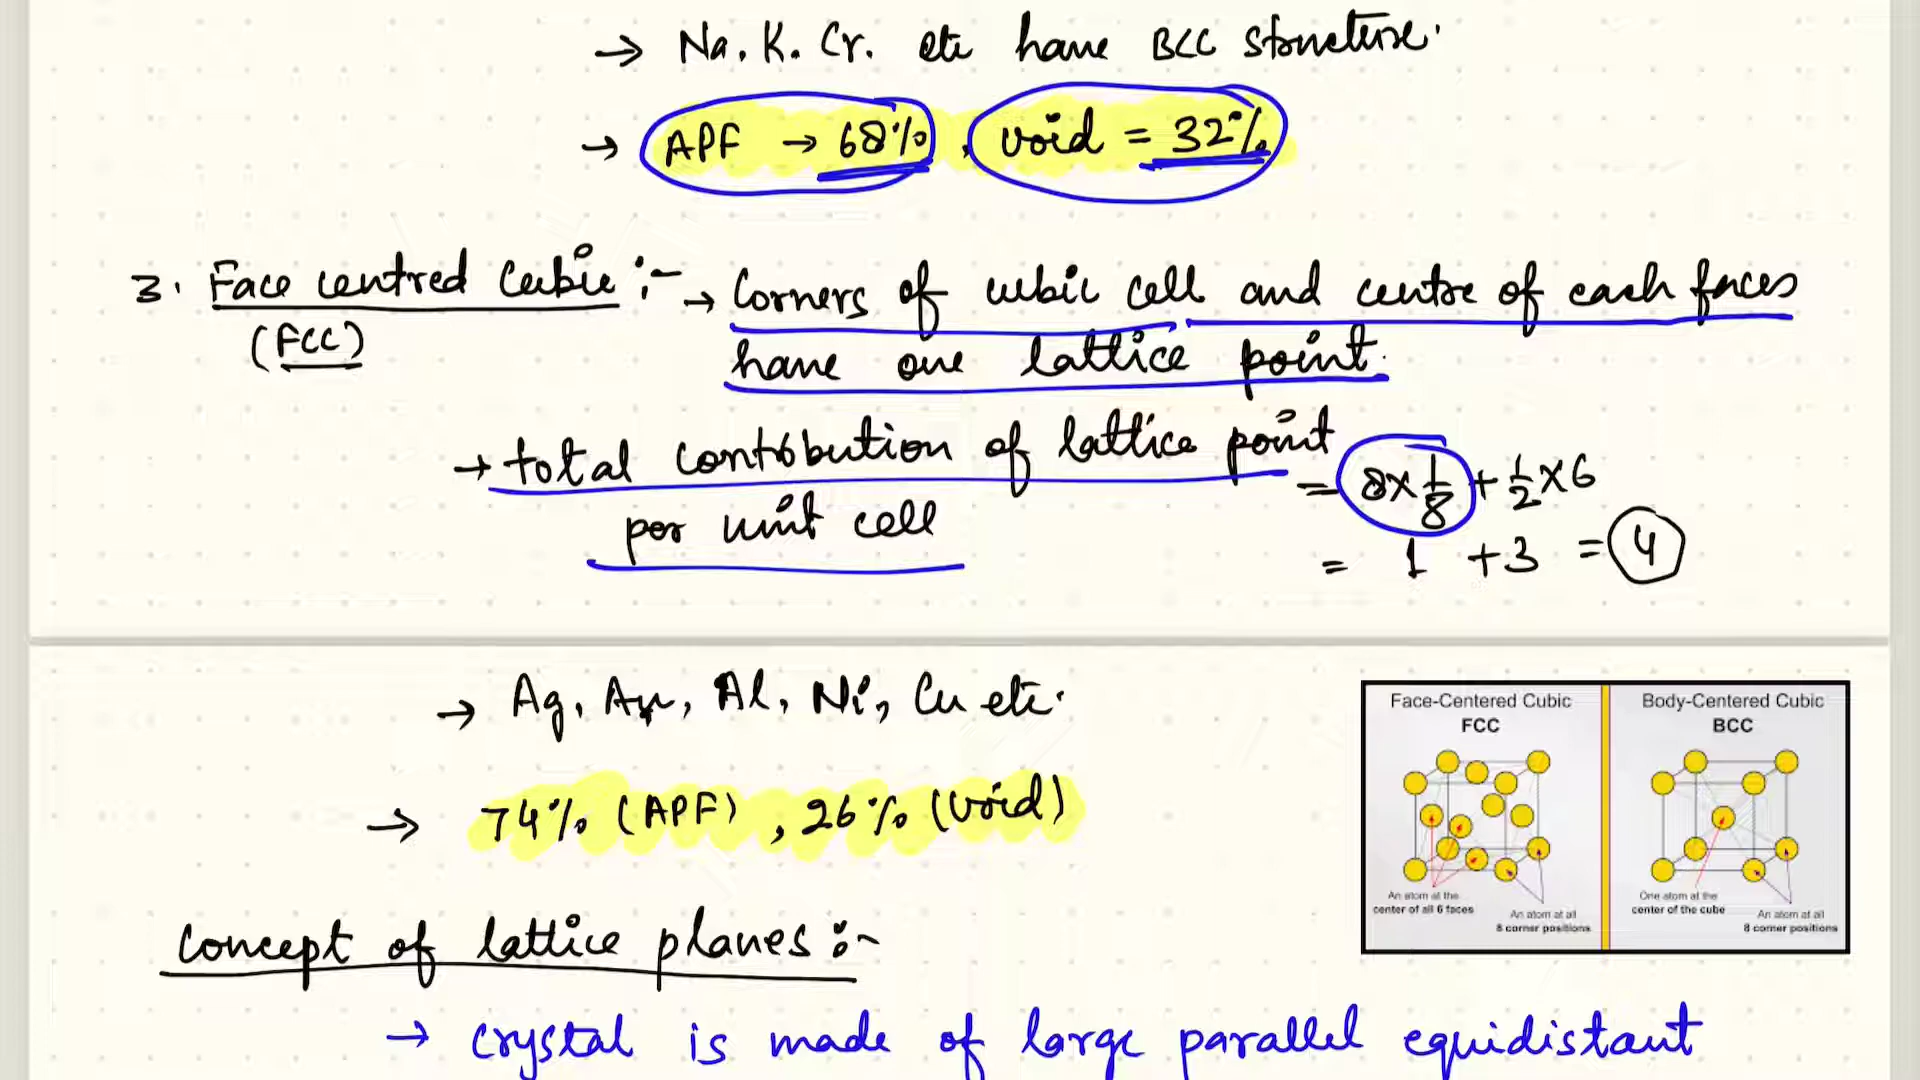 → Na, K. Cr. etc have BCC structure.
→ APF → 68%, void = 32%
3. Face centred Cubic :- → Corners of cubic cell and centre of each faces
(FCC) have one lattice point.
→ total contribution of lattice point
per unit cell
= 8×1/8 + 1/2×6
= 1 + 3 = 4
→ Ag, Au, Al, Ni, Cu etc.
→ 74% (APF), 26% (void)
Face-Centered Cubic
FCC
An atom at the
center of all 6 faces
An atom at all
8 corner positions
Body-Centered Cubic
BCC
One atom at the
center of the cube
An atom at all
8 corner positions
Concept of lattice planes :-
→ crystal is made of large parallel equidistant